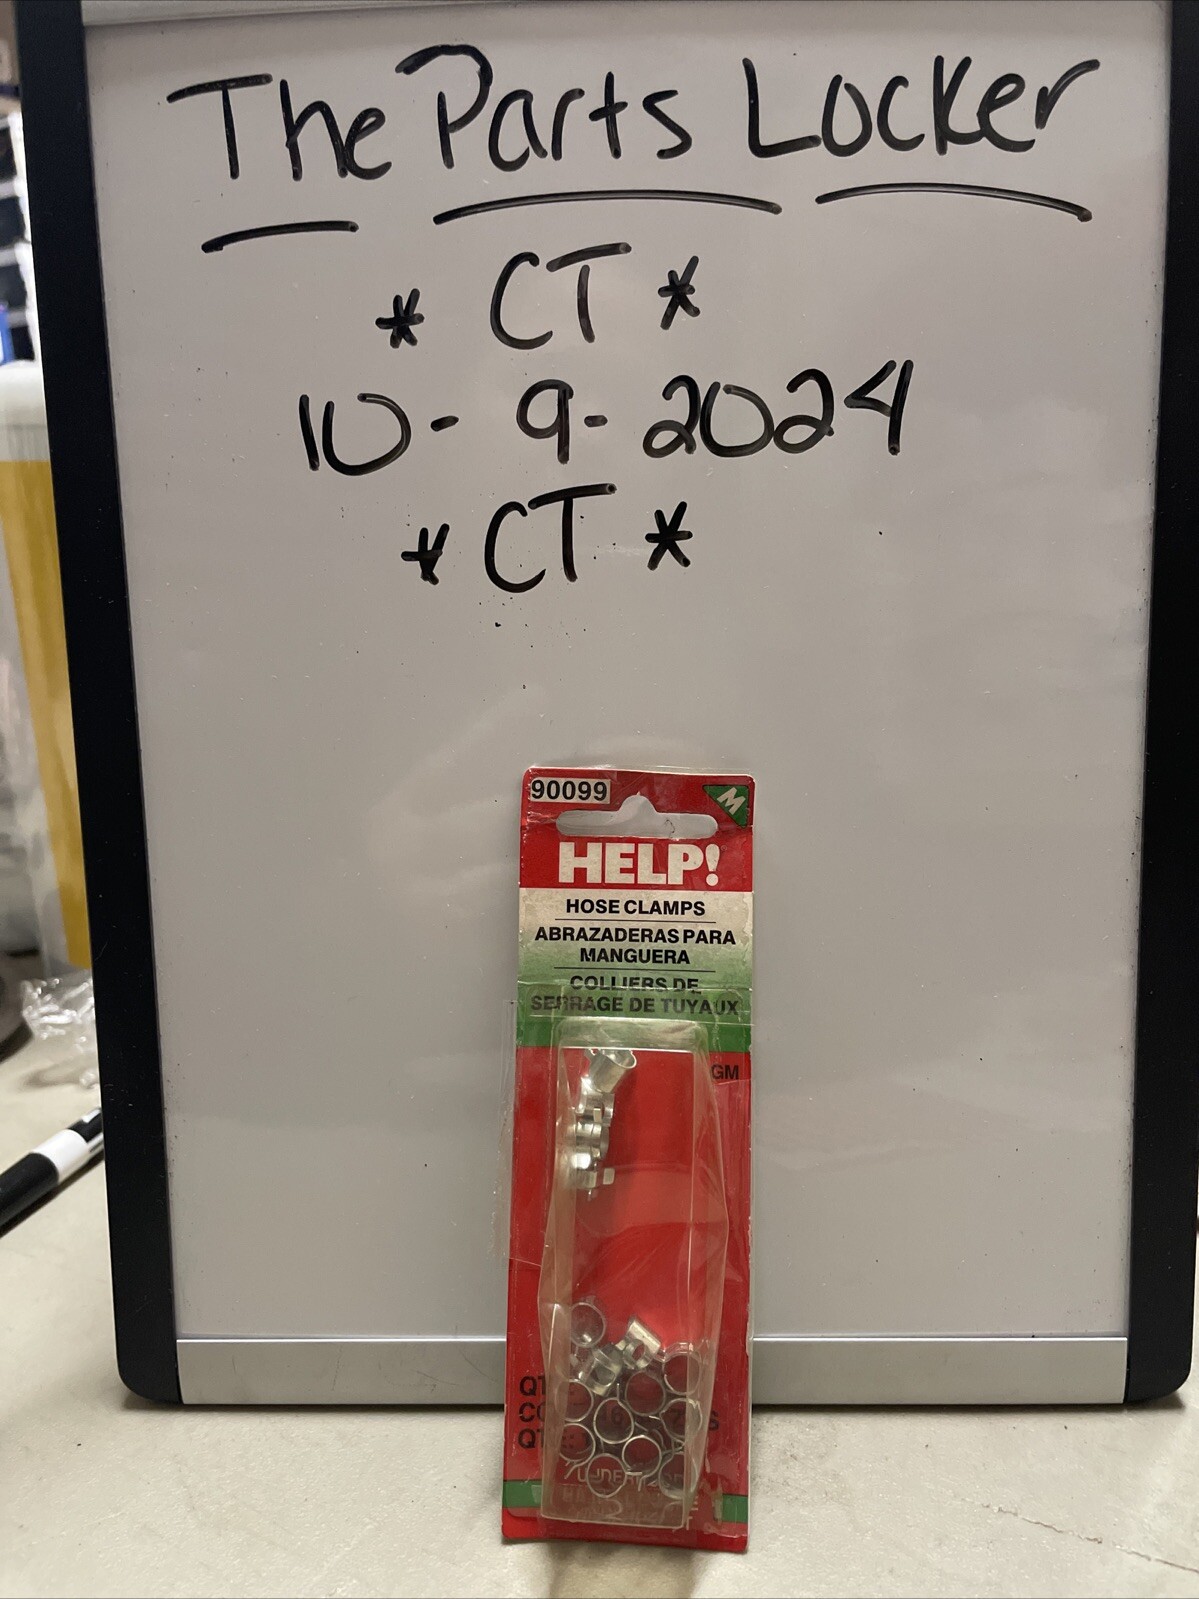 The Parts Locker
* CT *
10-9-2024
* CT *
90099
M
HELP!
HOSE CLAMPS
ABRAZADERAS PARA
MANGUERA
COLLIERS DE
SERRAGE DE TUYAUX
GM